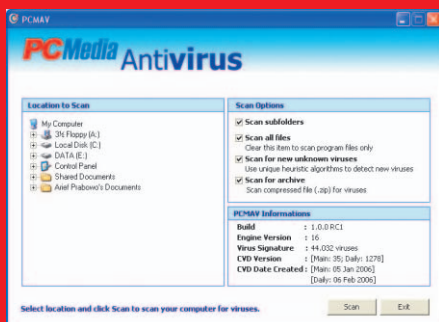 PCMAV
PCMedia Antivirus
Location to Scan
My Computer
3½ Floppy (A:)
Local Disk (C:)
DATA (E:)
Control Panel
Shared Documents
Ariel Prabowo's Documents
Scan Options
Scan subfolders
Scan all files
Clear this item to scan program files only
Scan for new unknown viruses
Use unique heuristic algorithms to detect new viruses
Scan for archive
Scan compressed file (.zip) for viruses
PCMAV Informations
Build : 1.0.0 RC1
Engine Version : 16
Virus Signature : 44.032 viruses
CVD Version : [Main: 35; Daily: 1278]
CVD Date Created : [Main: 05 Jan 2006]
[Daily: 06 Feb 2006]
Select location and click Scan to scan your computer for viruses.
Scan
Exit